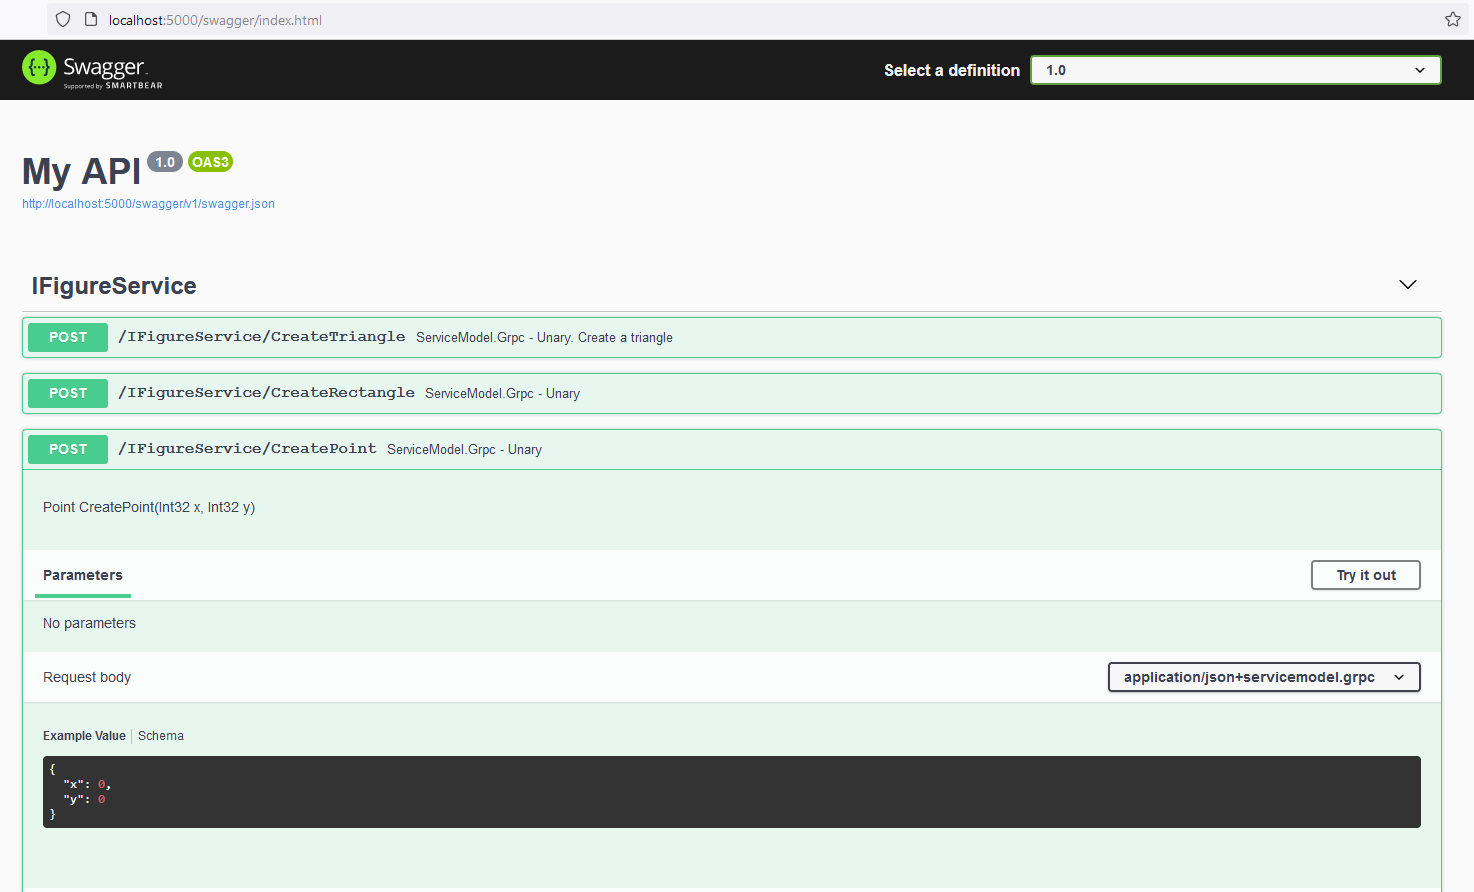 localhost:5000/swagger/index.html
{···} Swagger
Supported by SMARTBEAR
Select a definition 1.0
My API 1.0 OAS3
http://localhost:5000/swagger/v1/swagger.json
IFigureService
POST /IFigureService/CreateTriangle ServiceModel.Grpc - Unary. Create a triangle
POST /IFigureService/CreateRectangle ServiceModel.Grpc - Unary
POST /IFigureService/CreatePoint ServiceModel.Grpc - Unary
Point CreatePoint(Int32 x, Int32 y)
Parameters Try it out
No parameters
Request body application/json+servicemodel.grpc
Example Value Schema
{
"x": 0,
"y": 0
}